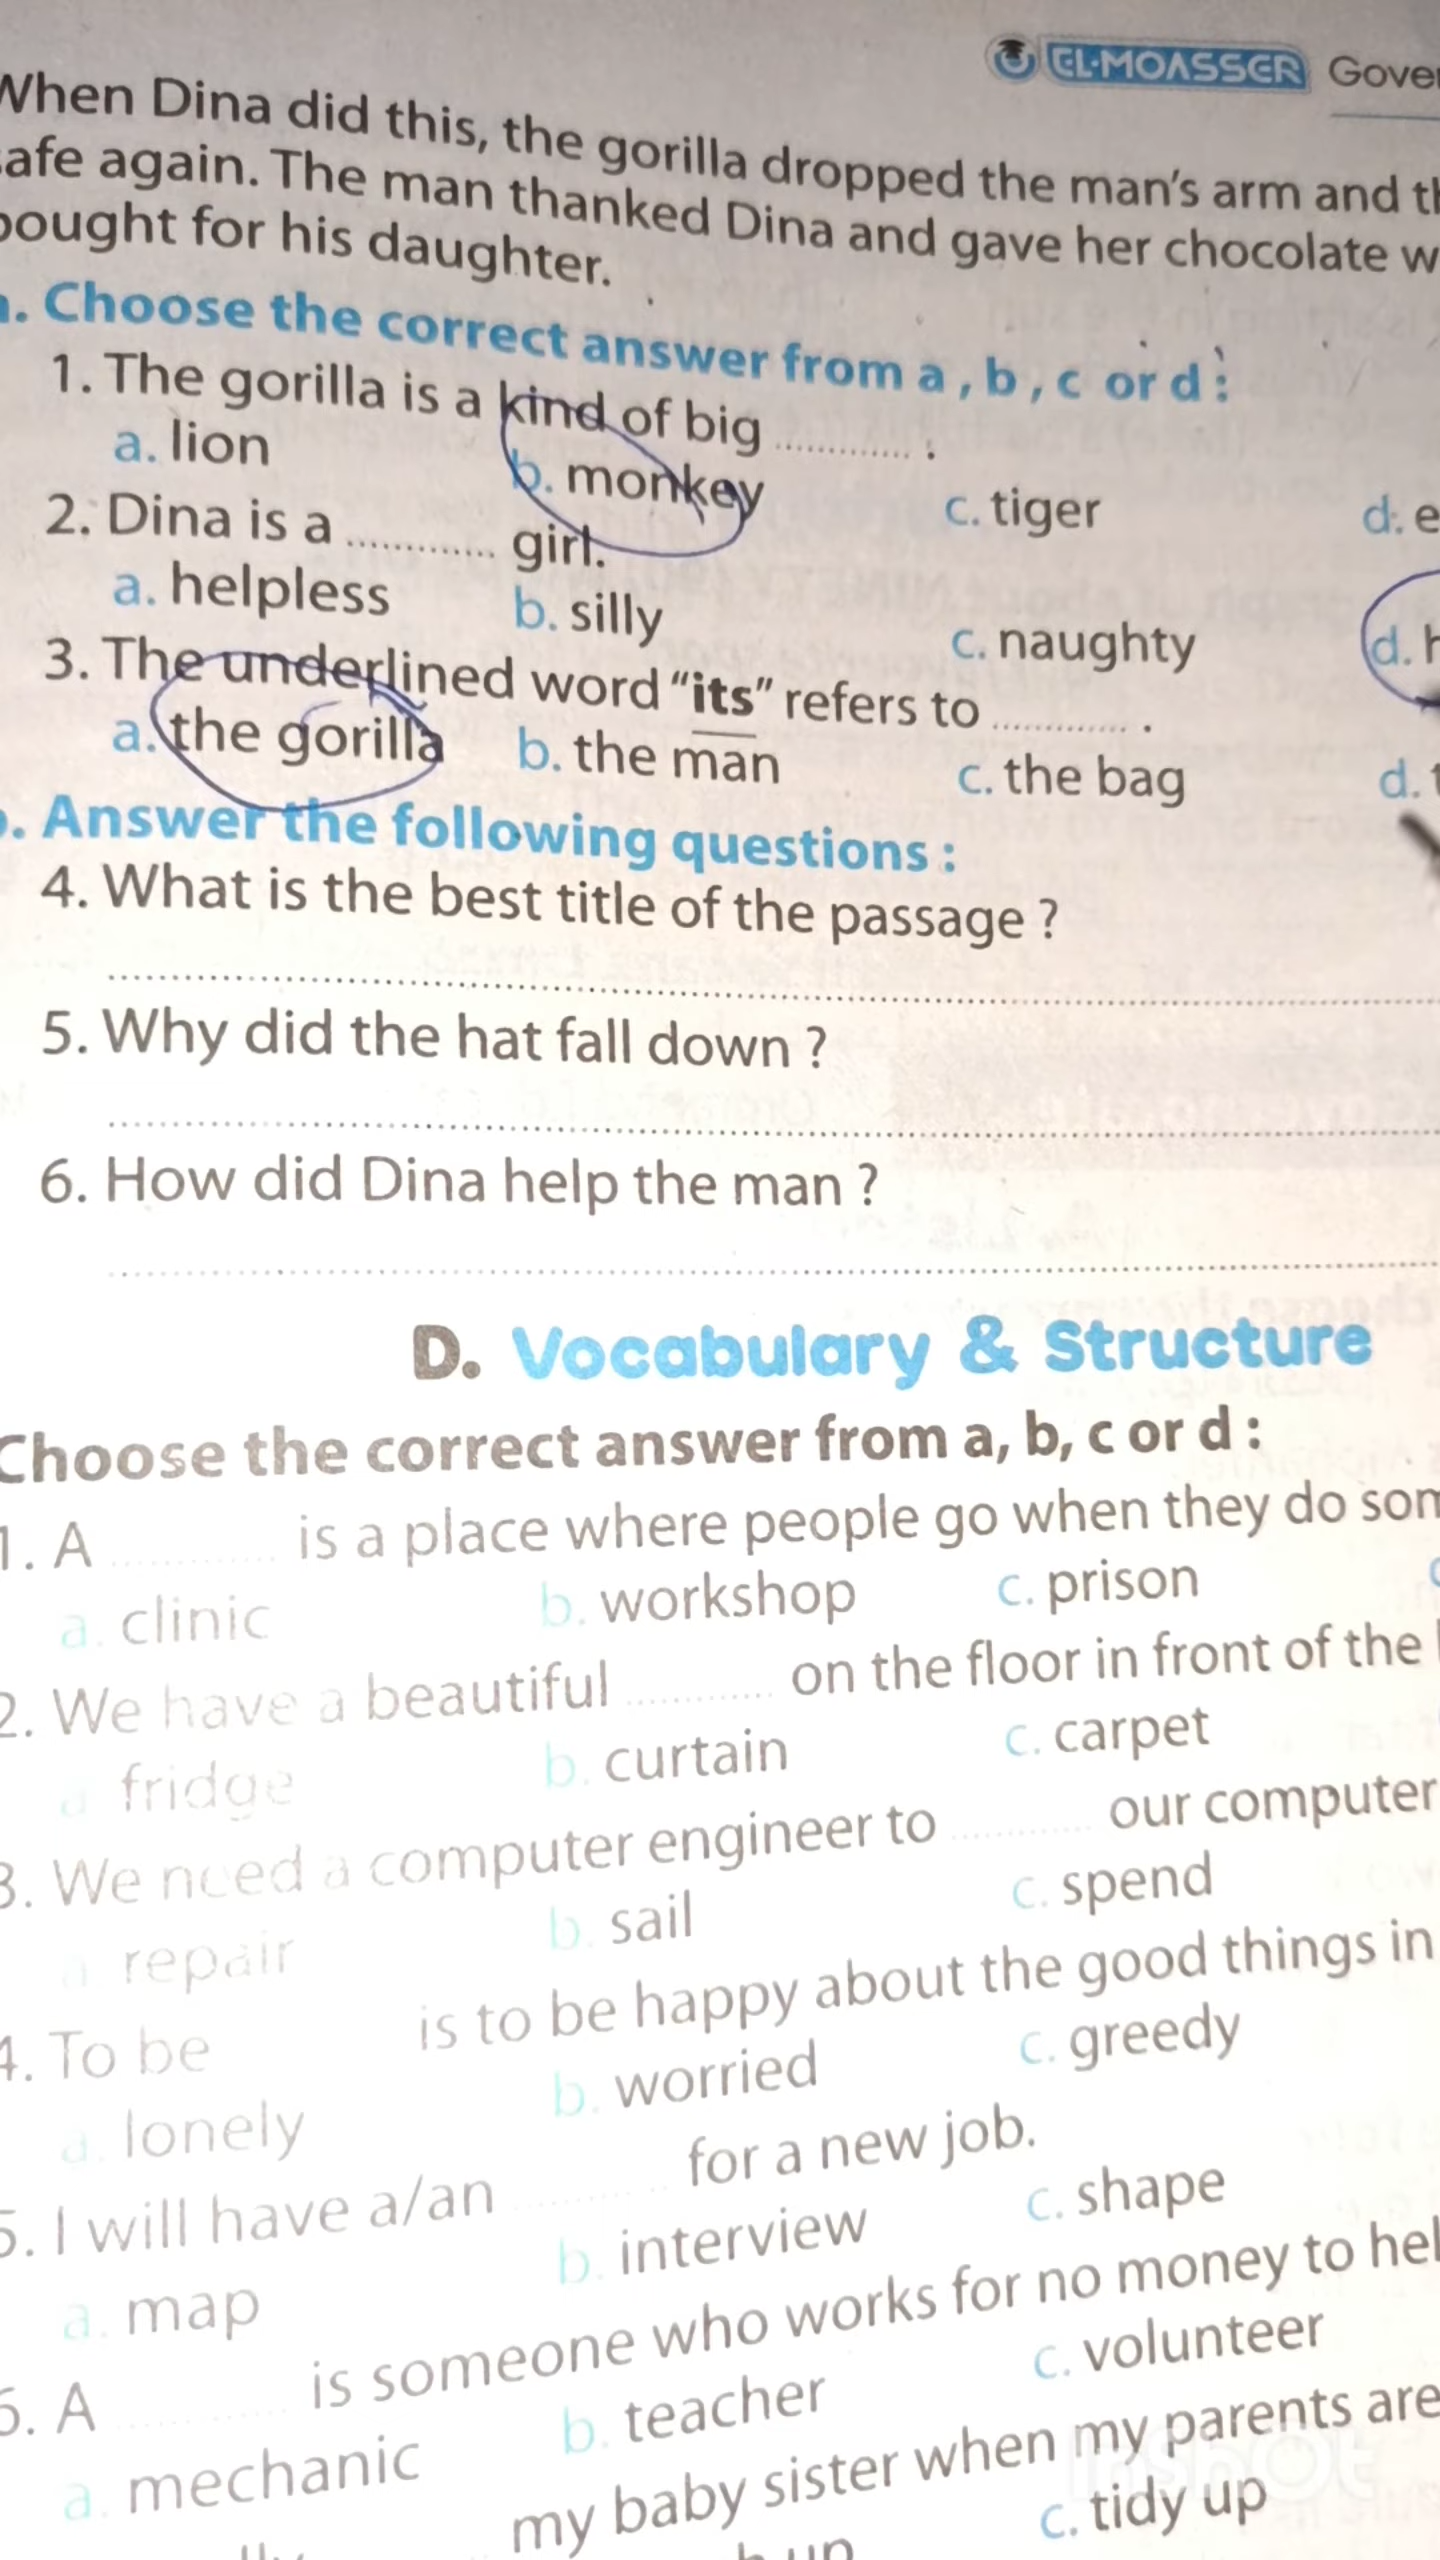 EL-MOASSER
When Dina did this, the gorilla dropped the man's arm and
again. The man thanked Dina and gave her chocolate
bought for his daughter.
Choose the correct answer from a , b , c or d :
1. The gorilla is a kind of big ............. .
a. lion b. monkey c. tiger d.
2. Dina is a ............. girl.
a. helpless b. silly c. naughty d.
3. The underlined word "its" refers to ............. .
a. the gorilla b. the man c. the bag d.
. Answer the following questions :
4. What is the best title of the passage ?
5. Why did the hat fall down ?
6. How did Dina help the man ?
D. Vocabulary & Structure
Choose the correct answer from a, b, c or d :
1. A ............. is a place where people go when they do
a. clinic b. workshop c. prison
2. We have a beautiful ............. on the floor in front of the
a. fridge b. curtain c. carpet
3. We need a computer engineer to ............. our computer
a. repair b. sail c. spend
4. To be is to be happy about the good things in
a. lonely b. worried c. greedy
5. I will have a/an ............. for a new job.
a. map b. interview c. shape
6. A ............. is someone who works for no money to
a. mechanic b. teacher c. volunteer
my baby sister when my parents are
c. tidy up
InShOt